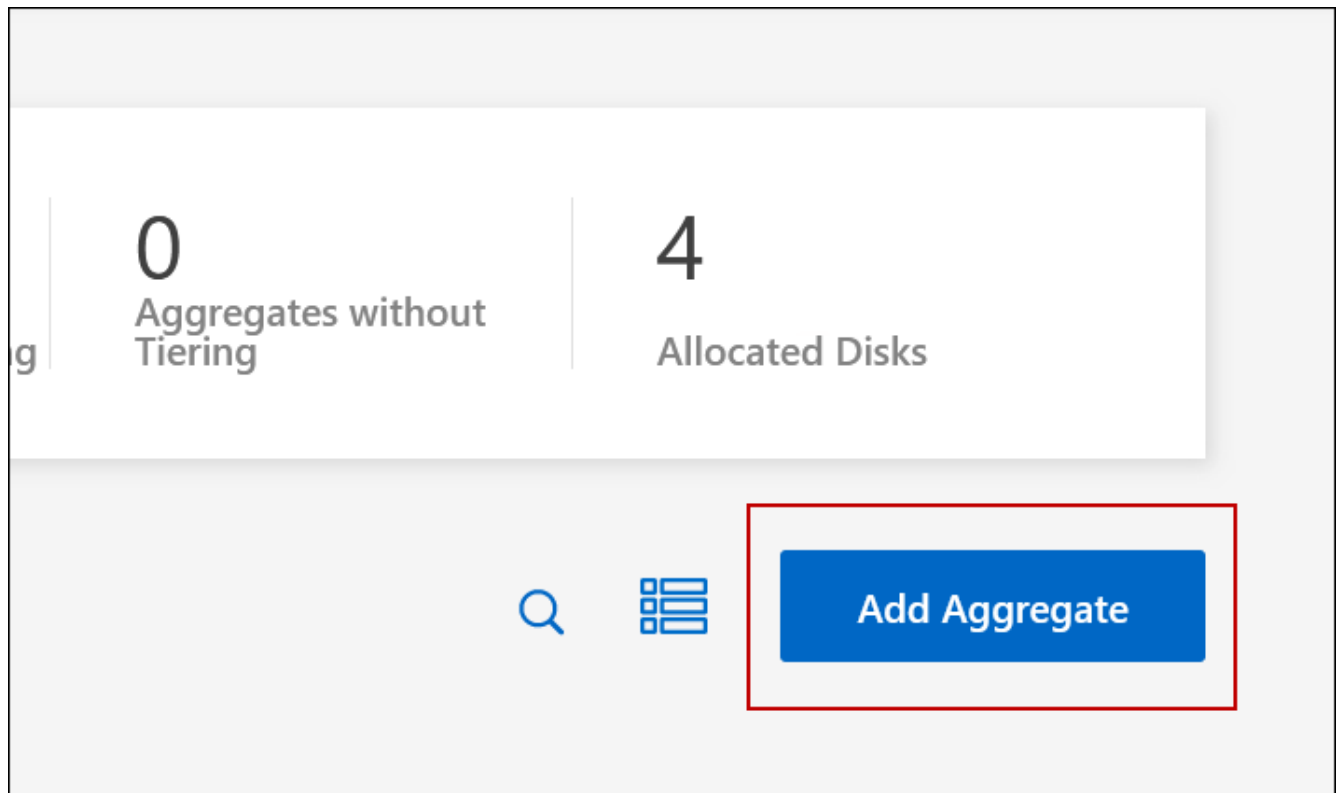 0
Aggregates without
Tiering
4
Allocated Disks
Add Aggregate